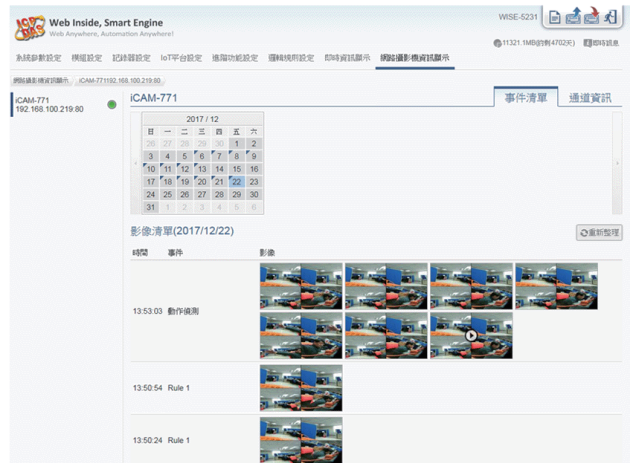 ICP DAS
Web Inside, Smart Engine
Web Anywhere, Automation Anywhere!
WISE-5231
11321.1MB(約剩4702天) 即時訊息
系統參數設定 模組設定 記錄器設定 IoT平台設定 進階功能設定 邏輯規則設定 即時資訊顯示 網路攝影機資訊顯示
網路攝影機資訊顯示 iCAM-771192.168.100.219:80
iCAM-771
192.168.100.219:80
iCAM-771
事件清單 通道資訊
2017 / 12
日 一 二 三 四 五 六
26 27 28 29 30 1 2
3 4 5 6 7 8 9
10 11 12 13 14 15 16
17 18 19 20 21 22 23
24 25 26 27 28 29 30
31 1 2 3 4 5 6
影像清單(2017/12/22)
重新整理
時間 事件 影像
13:53:03 動作偵測
13:50:54 Rule 1
13:50:24 Rule 1